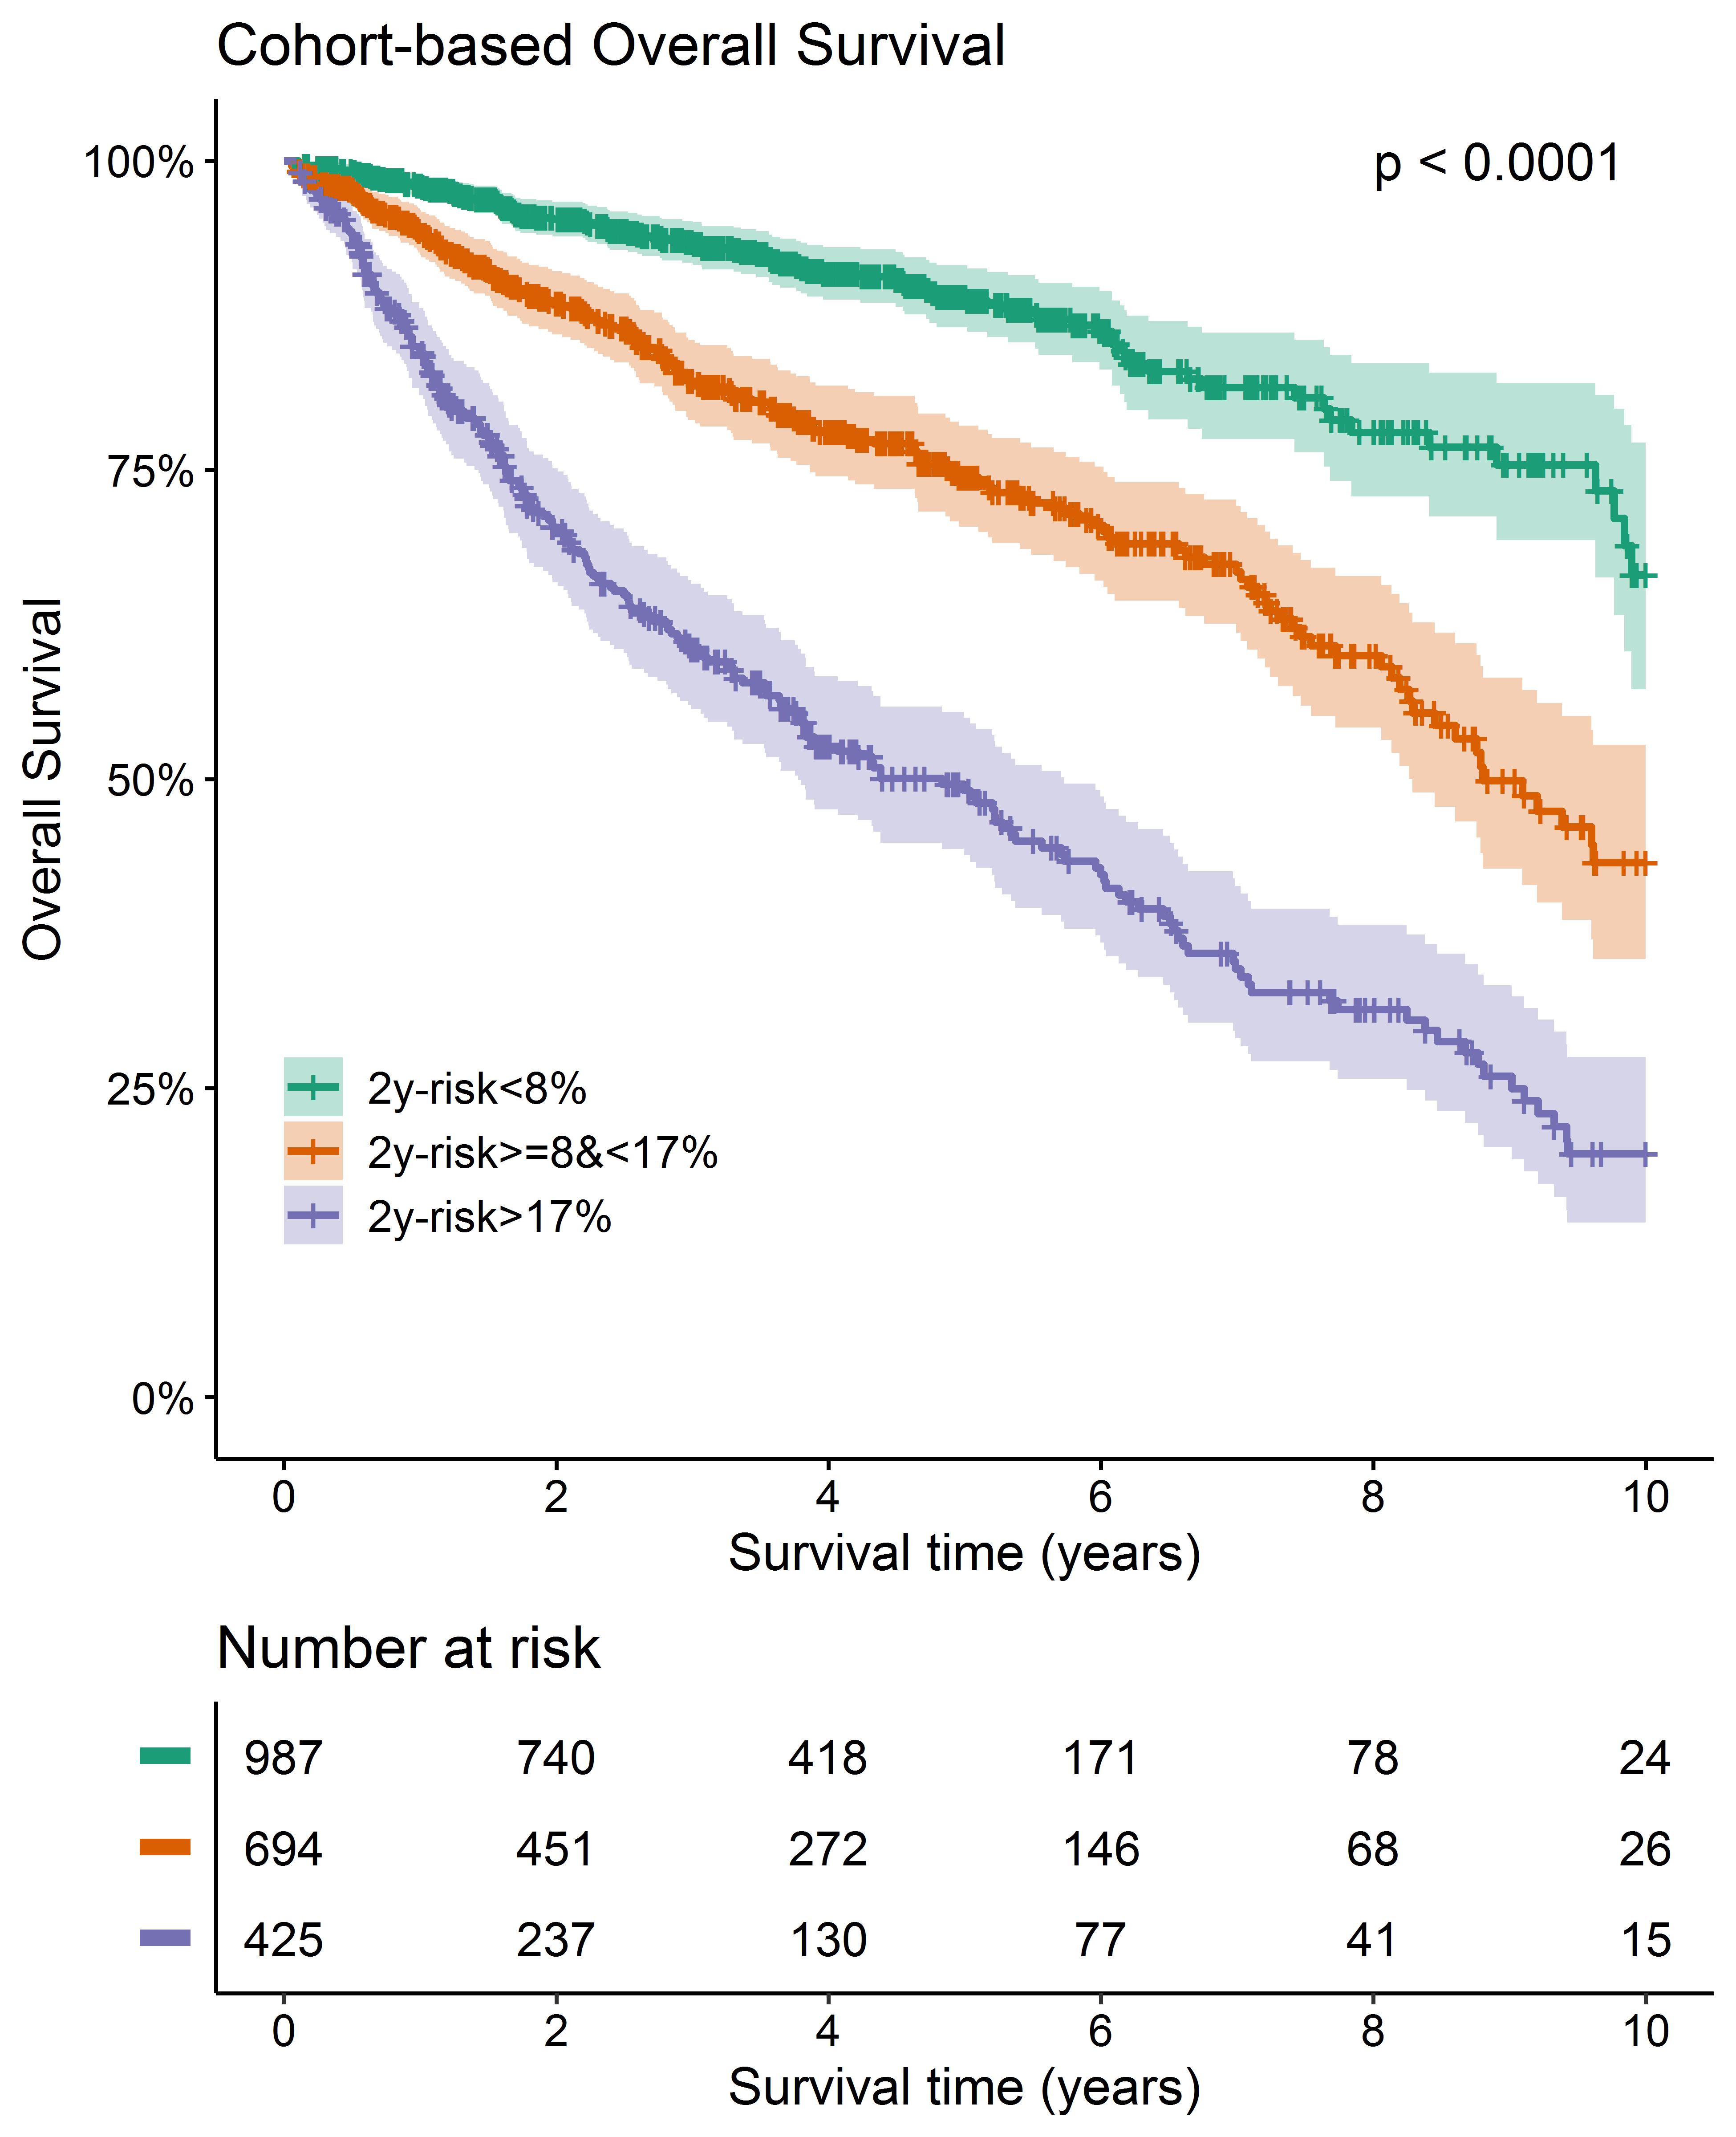 Cohort-based Overall Survival
p < 0.0001
100%
75%
50%
25%
0%
Overall Survival
2y-risk<8%
2y-risk>=8&<17%
2y-risk>17%
0 2 4 6 8 10
Survival time (years)
Number at risk
987 740 418 171 78 24
694 451 272 146 68 26
425 237 130 77 41 15
0 2 4 6 8 10
Survival time (years)